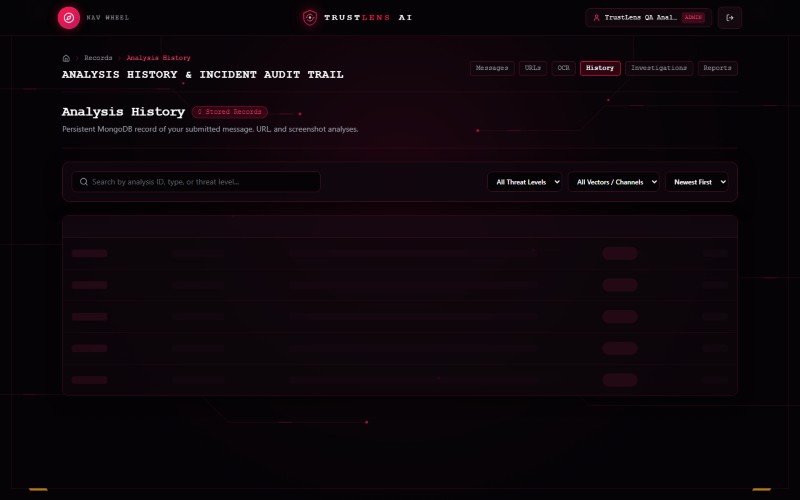 NAV WHEEL
TRUSTLENS AI
TrustLens QA Anal…
ADMIN
Records
Analysis History
ANALYSIS HISTORY & INCIDENT AUDIT TRAIL
Messages
URLs
OCR
History
Investigations
Reports
Analysis History
Stored Records
Persistent MongoDB record of your submitted message, URL, and screenshot analyses.
Search by analysis ID, type, or threat level...
All Threat Levels
All Vectors / Channels
Newest First